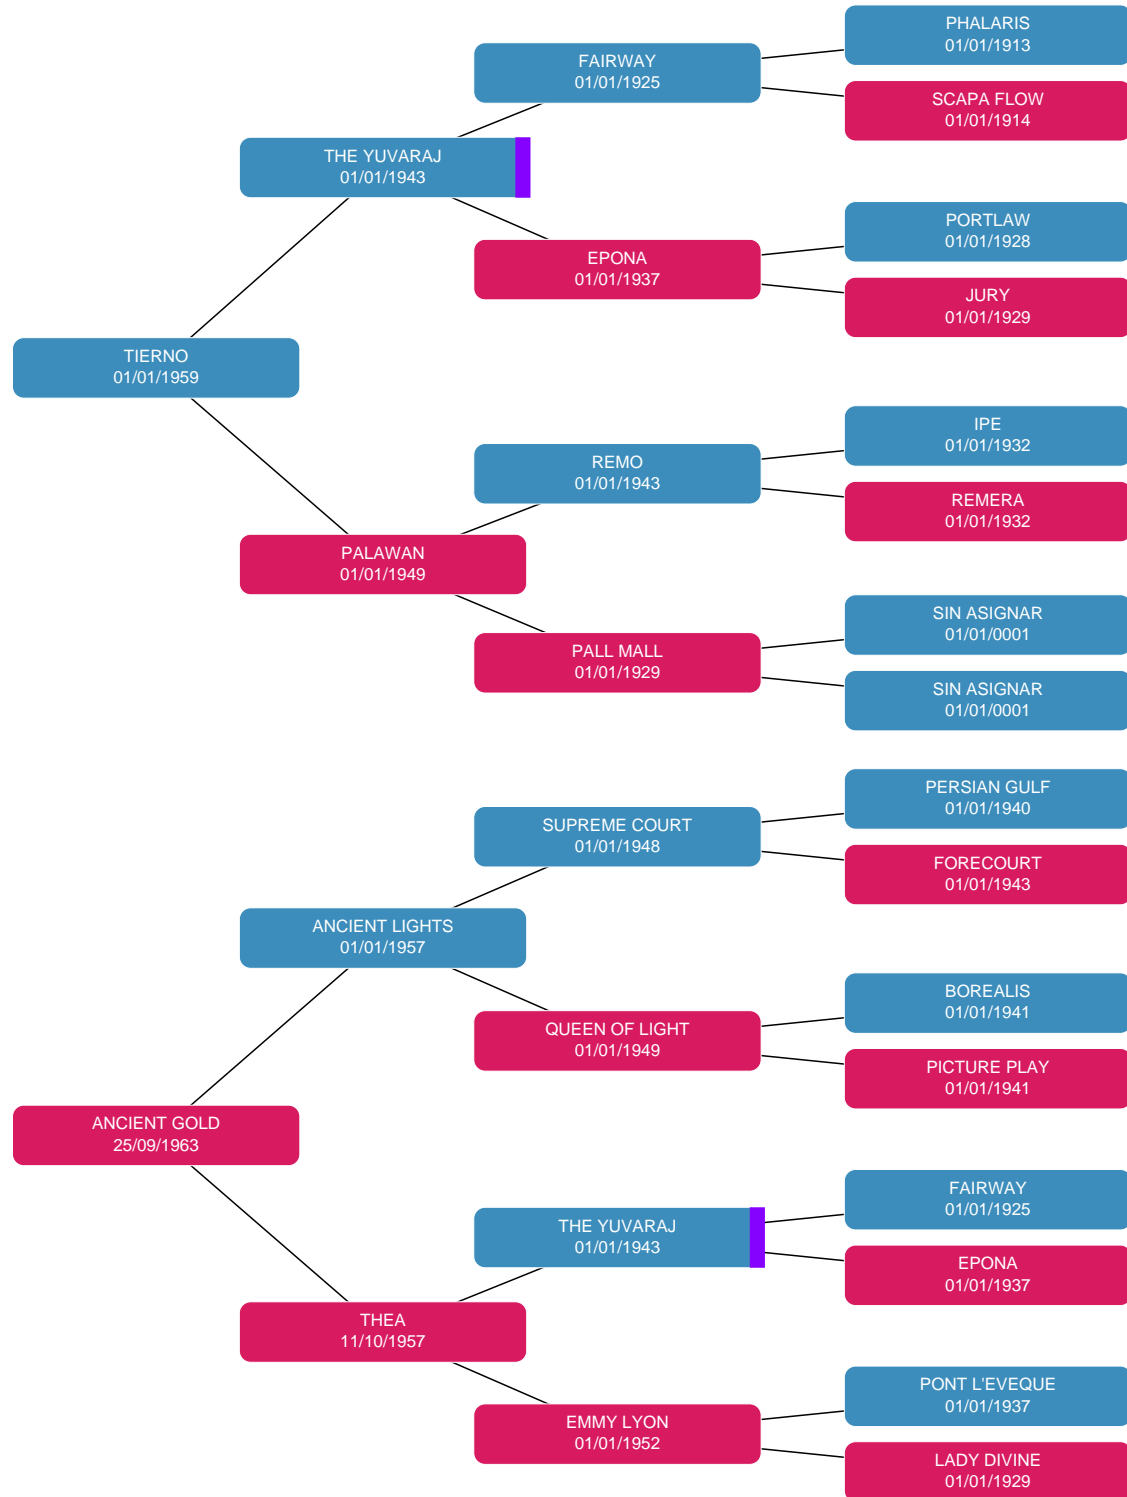 PHALARIS
01/01/1913
FAIRWAY
01/01/1925
SCAPA FLOW
01/01/1914
THE YUVARAJ
01/01/1943
PORTLAW
01/01/1928
EPONA
01/01/1937
JURY
01/01/1929
TIERNO
01/01/1959
IPE
01/01/1932
REMO
01/01/1943
REMERA
01/01/1932
PALAWAN
01/01/1949
SIN ASIGNAR
01/01/0001
PALL MALL
01/01/1929
SIN ASIGNAR
01/01/0001
PERSIAN GULF
01/01/1940
SUPREME COURT
01/01/1948
FORECOURT
01/01/1943
ANCIENT LIGHTS
01/01/1957
BOREALIS
01/01/1941
QUEEN OF LIGHT
01/01/1949
PICTURE PLAY
01/01/1941
ANCIENT GOLD
25/09/1963
FAIRWAY
01/01/1925
THE YUVARAJ
01/01/1943
EPONA
01/01/1937
THEA
11/10/1957
PONT L'EVEQUE
01/01/1937
EMMY LYON
01/01/1952
LADY DIVINE
01/01/1929